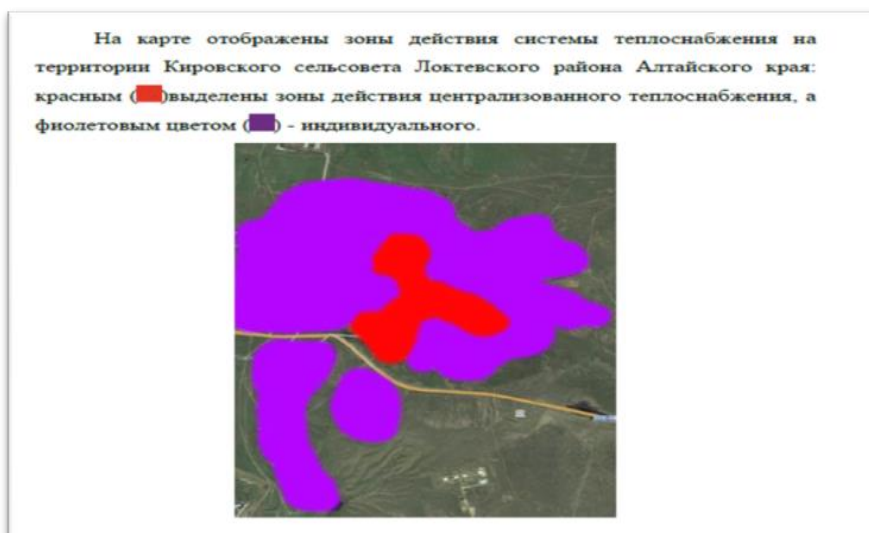 На карте отображены зоны действия системы теплоснабжения на
территории Кировского сельсовета Локтевского района Алтайского края:
красным ( )выделены зоны действия централизованного теплоснабжения, а
фиолетовым цветом ( ) - индивидуального.